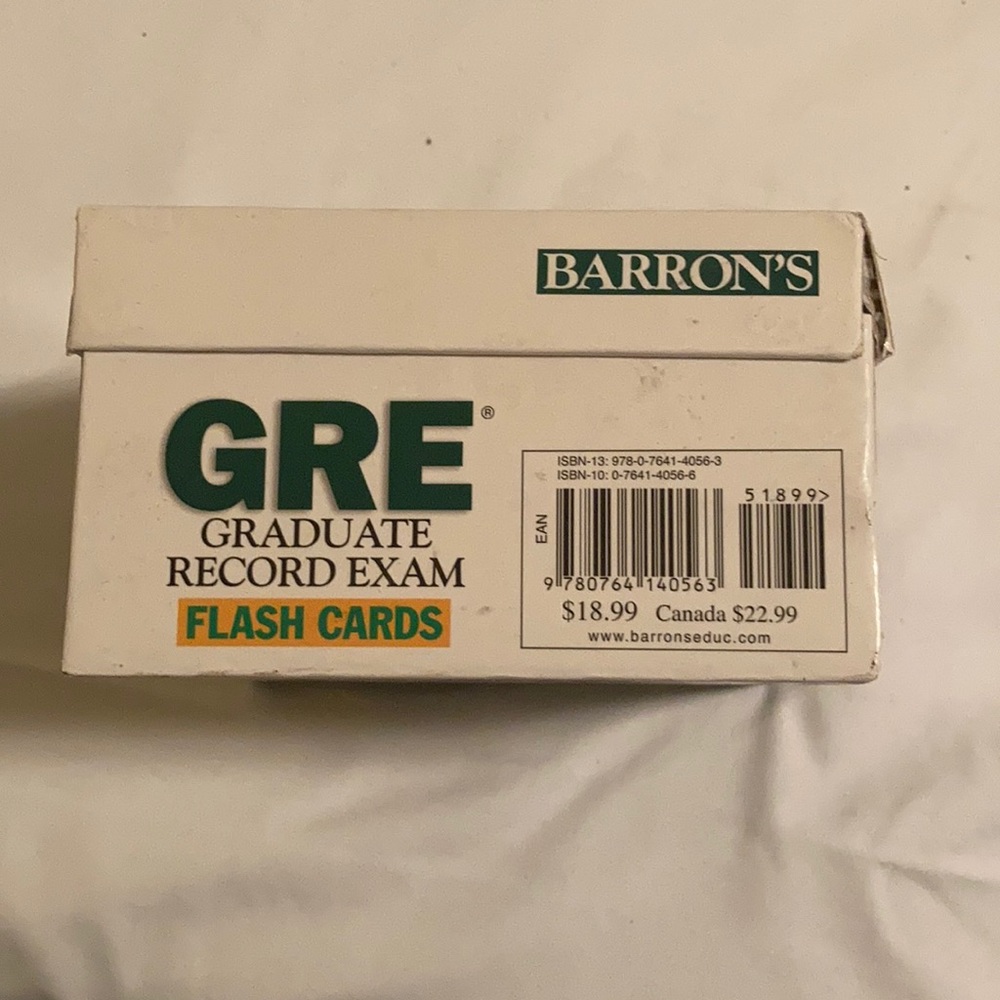 BARRON'S
GRE®
GRADUATE
RECORD EXAM
FLASH CARDS
ISBN-13: 978-0-7641-4056-3
ISBN-10: 0-7641-4056-6
51899>
EAN
9 780764 140563
$18.99 Canada $22.99
www.barronseduc.com